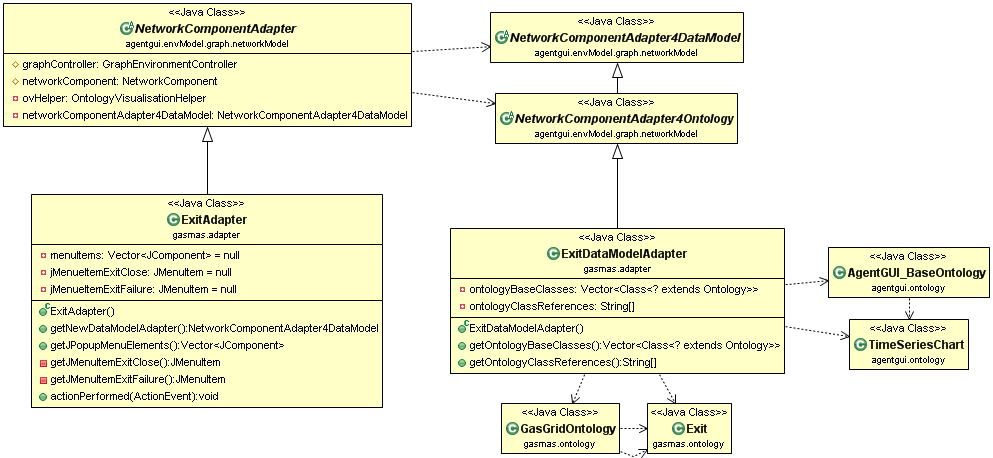 <<Java Class>>
NetworkComponentAdapter
agentgui.envModel.graph.networkModel
graphController: GraphEnvironmentController
networkComponent: NetworkComponent
ovHelper: OntologyVisualisationHelper
networkComponentAdapter4DataModel: NetworkComponentAdapter4DataModel
<<Java Class>>
NetworkComponentAdapter4DataModel
agentgui.envModel.graph.networkModel
<<Java Class>>
NetworkComponentAdapter4Ontology
agentgui.envModel.graph.networkModel
<<Java Class>>
ExitAdapter
gasmas.adapter
menuItems: Vector<JComponent> = null
jMenueItemExitClose: JMenuItem = null
jMenueItemExitFailure: JMenuItem = null
ExitAdapter()
getNewDataModelAdapter():NetworkComponentAdapter4DataModel
getJPopupMenuElements():Vector<JComponent>
getJMenuItemExitClose():JMenuItem
getJMenuItemExitFailure():JMenuItem
actionPerformed(ActionEvent):void
<<Java Class>>
ExitDataModelAdapter
gasmas.adapter
ontologyBaseClasses: Vector<Class<? extends Ontology>>
ontologyClassReferences: String[]
ExitDataModelAdapter()
getOntologyBaseClasses():Vector<Class<? extends Ontology>>
getOntologyClassReferences():String[]
<<Java Class>>
AgentGUI_BaseOntology
agentgui.ontology
<<Java Class>>
TimeSeriesChart
agentgui.ontology
<<Java Class>>
GasGridOntology
gasmas.ontology
<<Java Class>>
Exit
gasmas.ontology